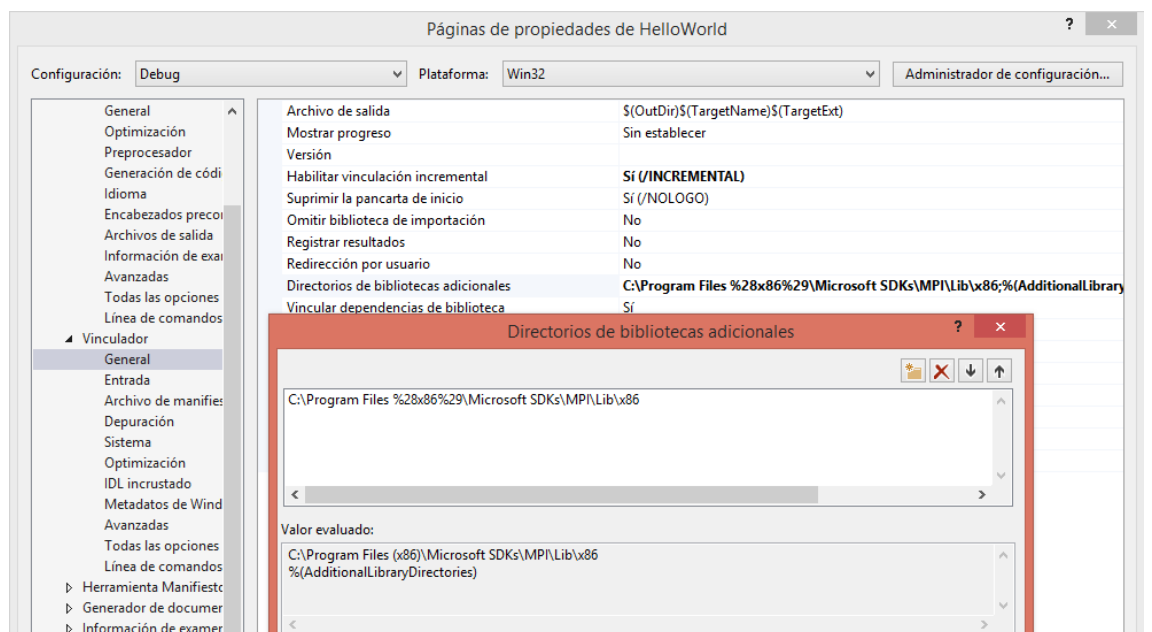 Páginas de propiedades de HelloWorld
?
Configuración: Debug Plataforma: Win32 Administrador de configuración...
General
Optimización
Preprocesador
Generación de códi
Idioma
Encabezados precor
Archivos de salida
Información de exar
Avanzadas
Todas las opciones
Línea de comandos
Vinculador
General
Entrada
Archivo de manifies
Depuración
Sistema
Optimización
IDL incrustado
Metadatos de Wind
Avanzadas
Todas las opciones
Línea de comandos
Herramienta Manifiesto
Generador de documer
Información de examer
Archivo de salida $(OutDir)$(TargetName)$(TargetExt)
Mostrar progreso Sin establecer
Versión
Habilitar vinculación incremental Sí (/INCREMENTAL)
Suprimir la pancarta de inicio Sí (/NOLOGO)
Omitir biblioteca de importación No
Registrar resultados No
Redirección por usuario No
Directorios de bibliotecas adicionales C:\Program Files %28x86%29\Microsoft SDKs\MPI\Lib\x86;%(AdditionalLibrary
Vincular dependencias de biblioteca Sí
Directorios de bibliotecas adicionales
?
C:\Program Files %28x86%29\Microsoft SDKs\MPI\Lib\x86
Valor evaluado:
C:\Program Files (x86)\Microsoft SDKs\MPI\Lib\x86
%(AdditionalLibraryDirectories)